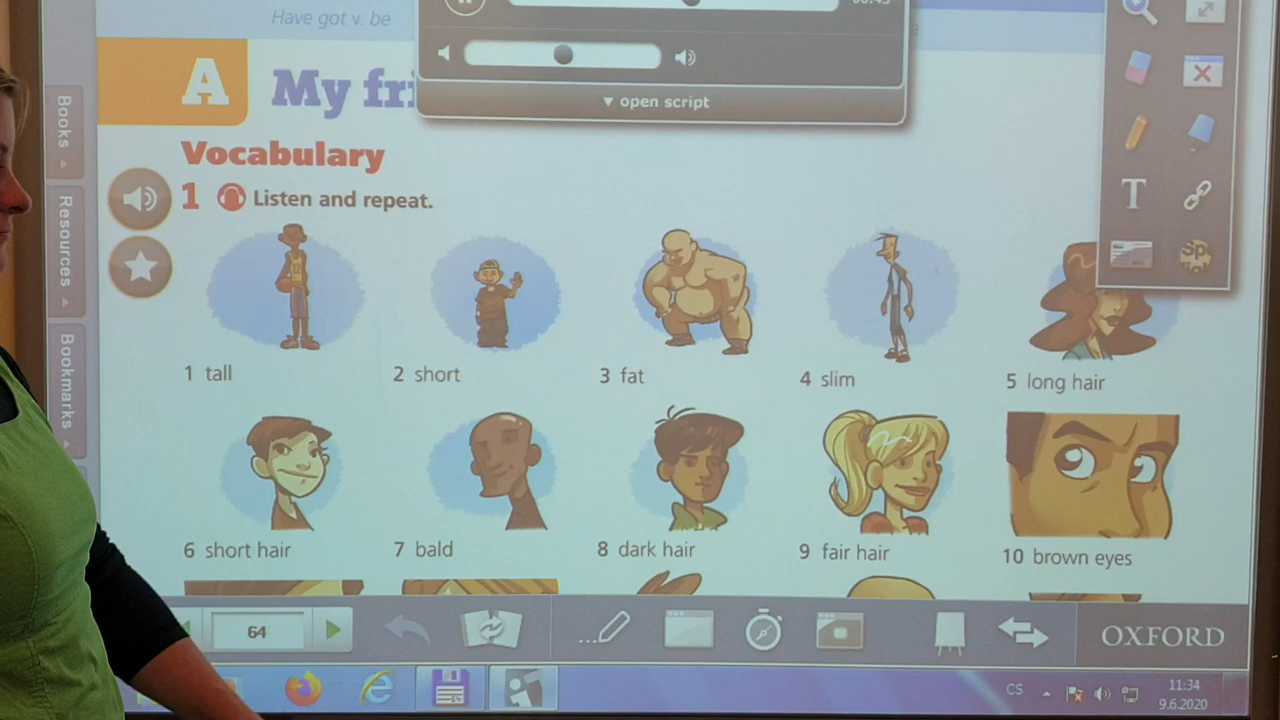 Have got v. be
A My fri
▼ open script
Vocabulary
1 Listen and repeat.
1 tall
2 short
3 fat
4 slim
5 long hair
6 short hair
7 bald
8 dark hair
9 fair hair
10 brown eyes
Books
Resources
Bookmarks
T
Sp
64
OXFORD
CS
11:34
9.6.2020